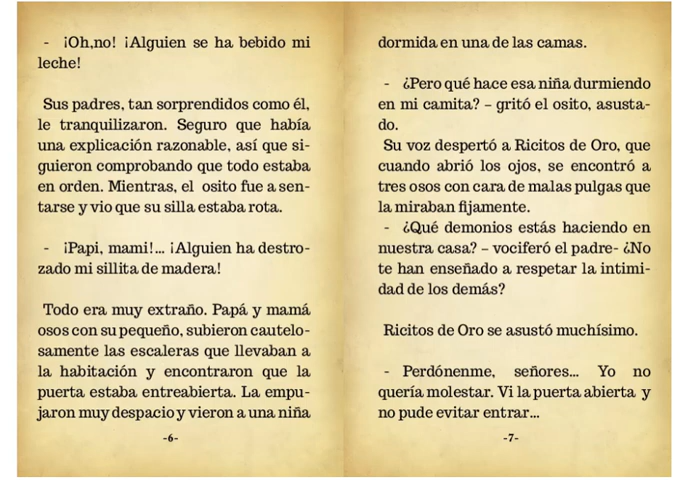 - ¡Oh,no! ¡Alguien se ha bebido mi
leche!
Sus padres, tan sorprendidos como él,
le tranquilizaron. Seguro que había
una explicación razonable, así que si-
guieron comprobando que todo estaba
en orden. Mientras, el osito fue a sen-
tarse y vio que su silla estaba rota.
- ¡Papi, mami!... ¡Alguien ha destro-
zado mi sillita de madera!
Todo era muy extraño. Papá y mamá
osos con su pequeño, subieron cautelo-
samente las escaleras que llevaban a
la habitación y encontraron que la
puerta estaba entreabierta. La empu-
jaron muy despacio y vieron a una niña
-6-
dormida en una de las camas.
- ¿Pero qué hace esa niña durmiendo
en mi camita? – gritó el osito, asusta-
do.
Su voz despertó a Ricitos de Oro, que
cuando abrió los ojos, se encontró a
tres osos con cara de malas pulgas que
la miraban fijamente.
- ¿Qué demonios estás haciendo en
nuestra casa? – vociferó el padre- ¿No
te han enseñado a respetar la intimi-
dad de los demás?
Ricitos de Oro se asustó muchísimo.
- Perdónenme, señores... Yo no
quería molestar. Vi la puerta abierta y
no pude evitar entrar...
-7-